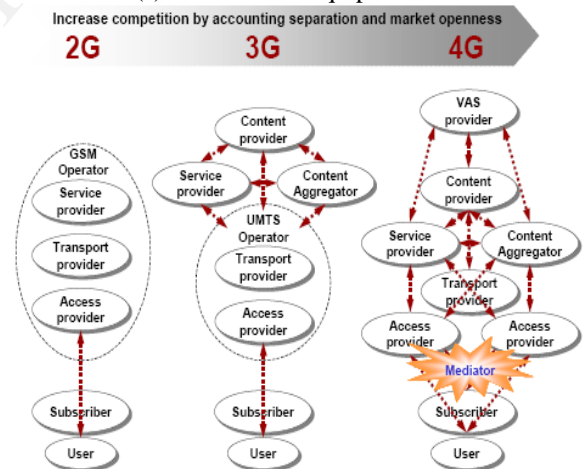 Increase competition by accounting separation and market openness
2G
3G
4G
GSM
Operator
Service
provider
Transport
provider
Access
provider
Subscriber
User
Content
provider
Service
provider
Content
Aggregator
UMTS
Operator
Transport
provider
Access
provider
Subscriber
User
VAS
provider
Content
provider
Service
provider
Content
Aggregator
Transport
provider
Access
provider
Access
provider
Mediator
Subscriber
User